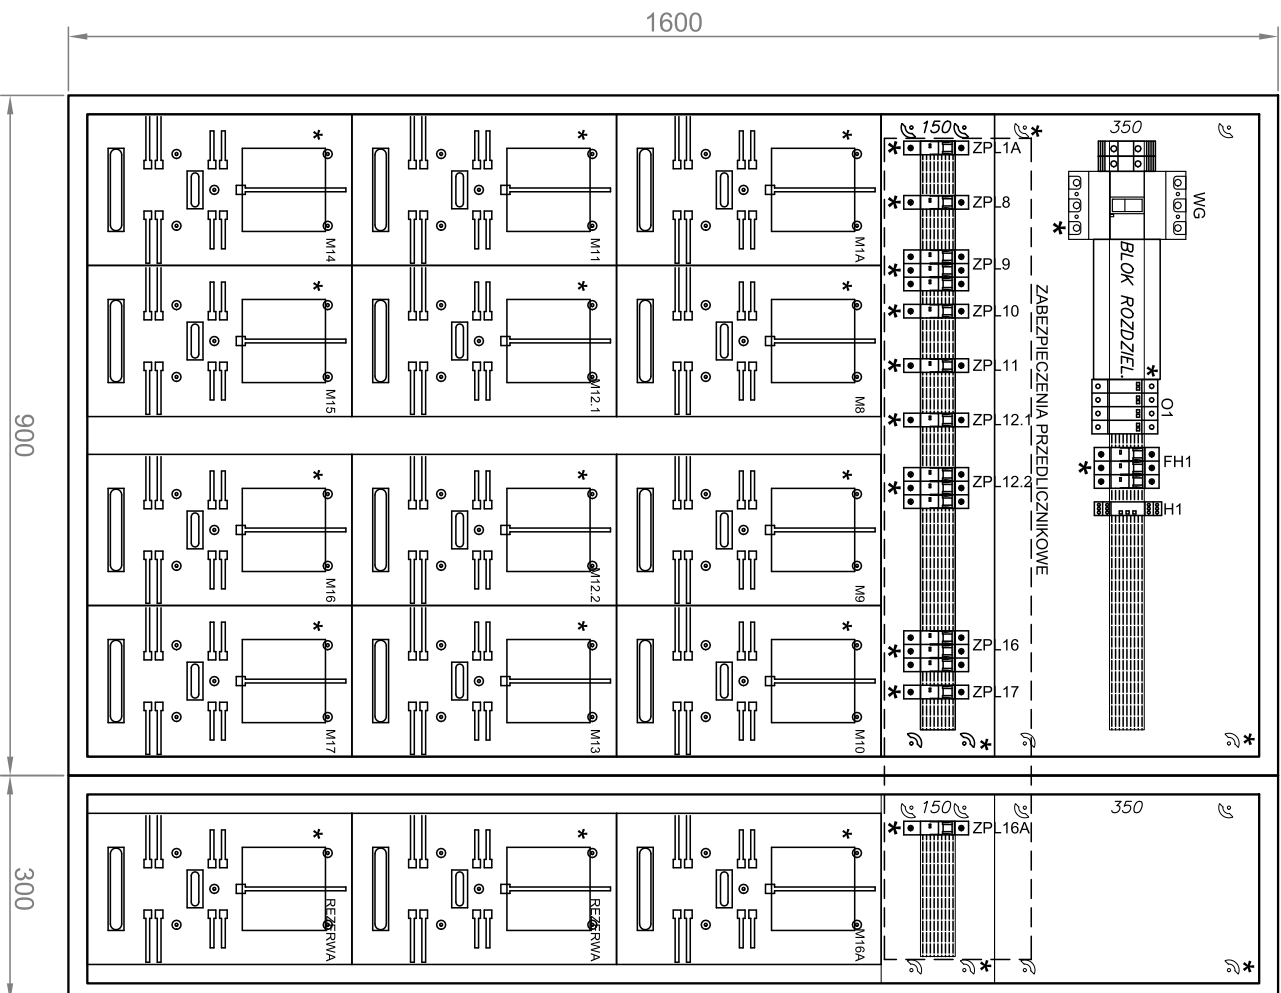 1600
900
300
150
350
ZPL1A
ZPL8
ZPL9
ZPL10
ZPL11
ZPL12.1
ZPL12.2
ZPL16
ZPL17
ZABEZPIECZENIA PRZEDLICZNIKOWE
WG
BLOK ROZDZIEL.
O1
FH1
H1
M14
M11
M1A
M15
M12.1
M8
M16
M12.2
M9
M17
M13
M10
150
350
ZPL16A
REZERWA
REZERWA
M16A